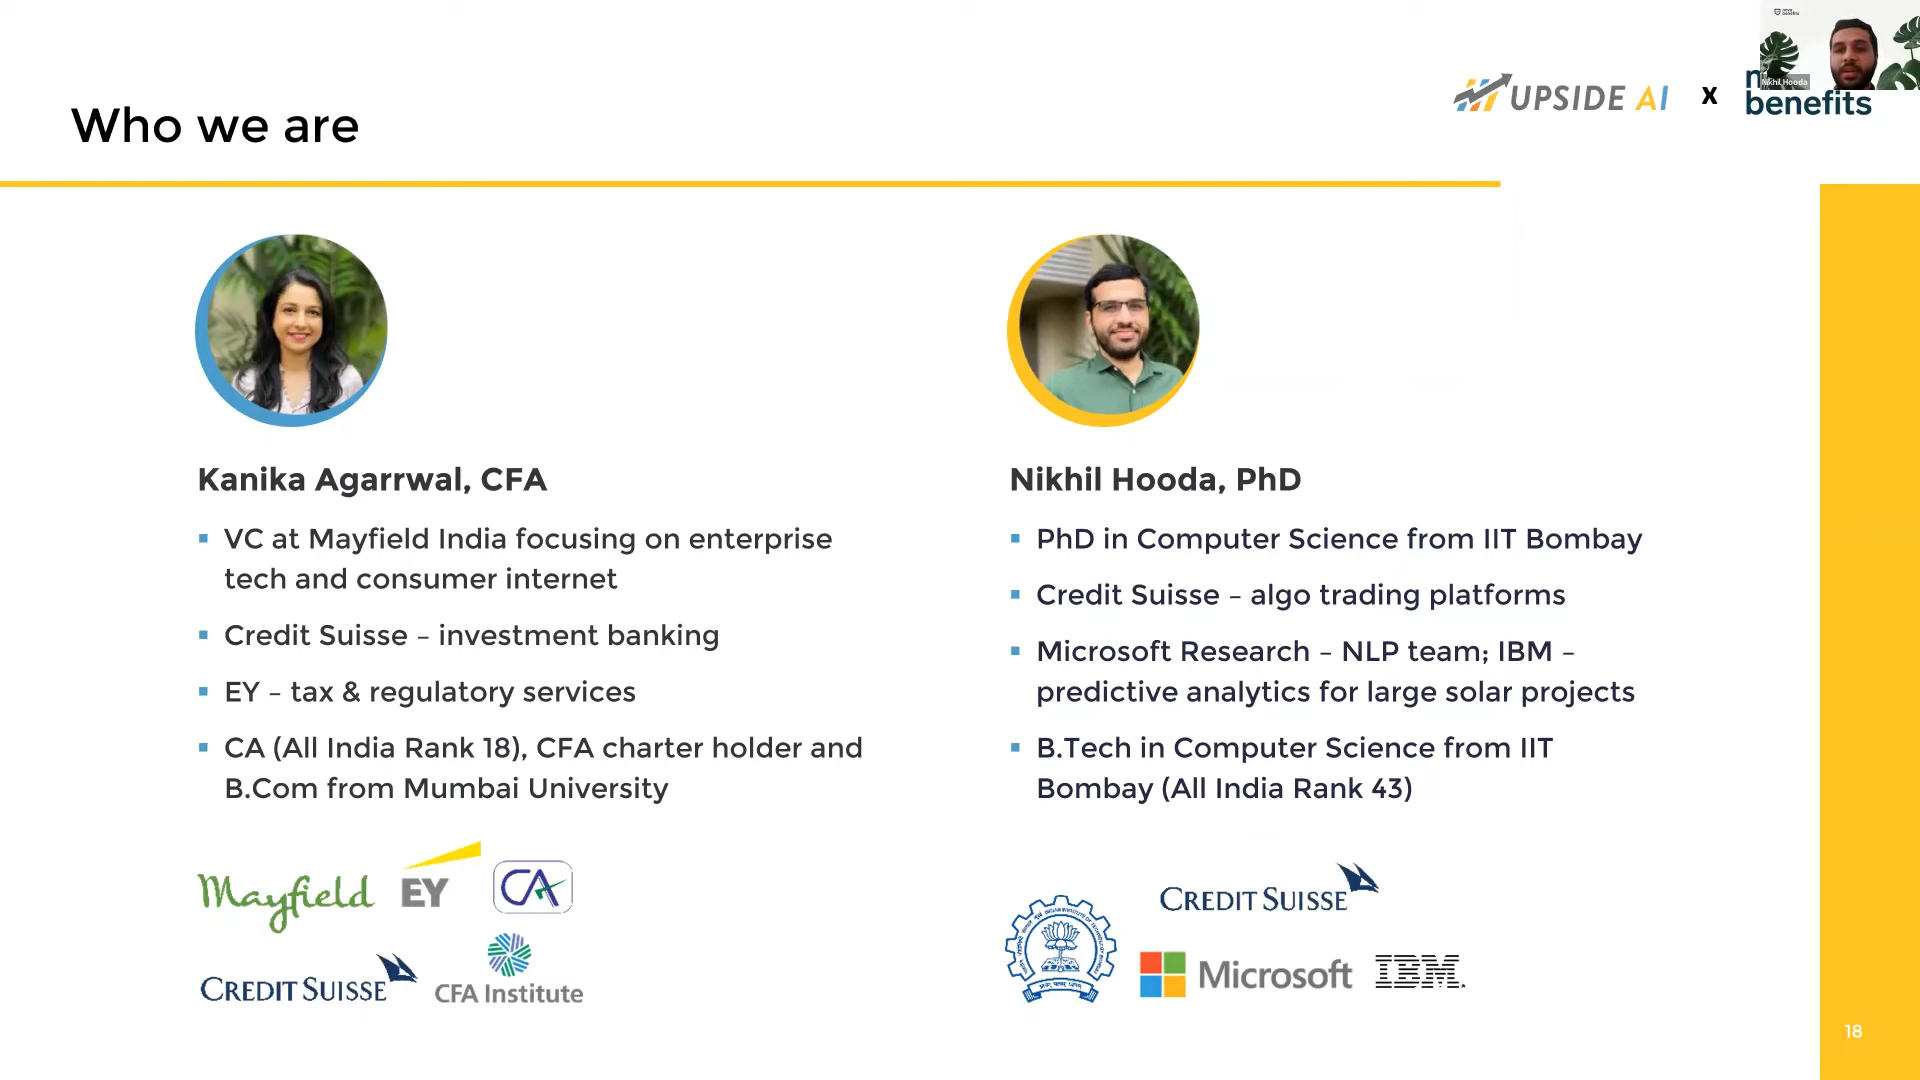 nova
benefits
Nikhil Hooda
UPSIDE AI x
benefits
Who we are
Kanika Agarrwal, CFA
▪ VC at Mayfield India focusing on enterprise
tech and consumer internet
▪ Credit Suisse – investment banking
▪ EY – tax & regulatory services
▪ CA (All India Rank 18), CFA charter holder and
B.Com from Mumbai University
Mayfield
EY
CA
CREDIT SUISSE
CFA Institute
Nikhil Hooda, PhD
▪ PhD in Computer Science from IIT Bombay
▪ Credit Suisse – algo trading platforms
▪ Microsoft Research – NLP team; IBM –
predictive analytics for large solar projects
▪ B.Tech in Computer Science from IIT
Bombay (All India Rank 43)
CREDIT SUISSE
Microsoft
IBM
18